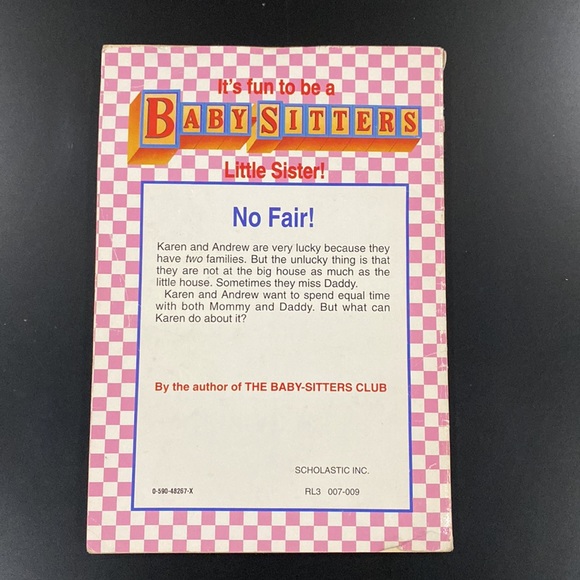 It's fun to be a
BABY-SITTERS
Little Sister!
No Fair!
Karen and Andrew are very lucky because they
have two families. But the unlucky thing is that
they are not at the big house as much as the
little house. Sometimes they miss Daddy.
Karen and Andrew want to spend equal time
with both Mommy and Daddy. But what can
Karen do about it?
By the author of THE BABY-SITTERS CLUB
SCHOLASTIC INC.
0-590-48267-X
RL3 007-009